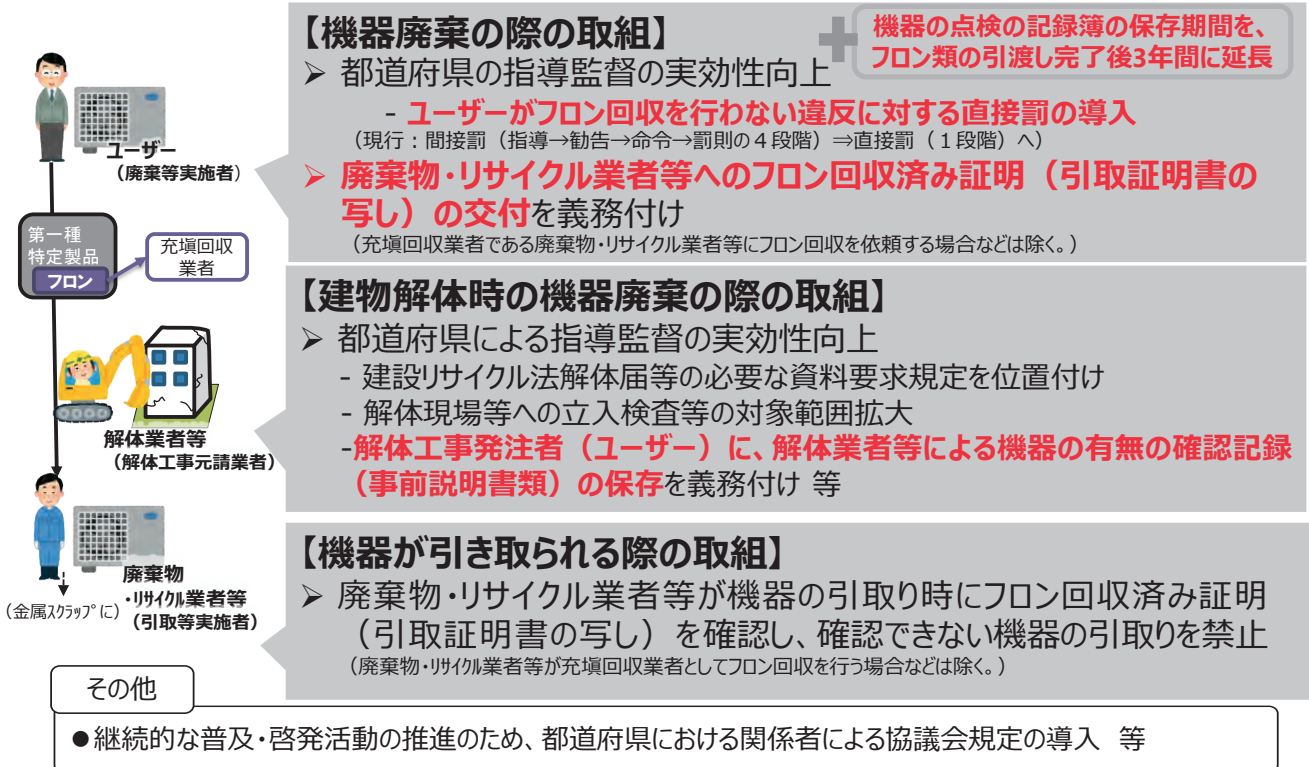 【機器廃棄の際の取組】
機器の点検の記録簿の保存期間を、
フロン類の引渡し完了後3年間に延長
➢ 都道府県の指導監督の実効性向上
- ユーザーがフロン回収を行わない違反に対する直接罰の導入
（現行：間接罰（指導→勧告→命令→罰則の４段階）⇒直接罰（１段階）へ）
➢ 廃棄物・リサイクル業者等へのフロン回収済み証明（引取証明書の
写し）の交付を義務付け
（充塡回収業者である廃棄物・リサイクル業者等にフロン回収を依頼する場合などは除く。）
ユーザー
（廃棄等実施者）
第一種
特定製品
フロン
充塡回収
業者
【建物解体時の機器廃棄の際の取組】
➢ 都道府県による指導監督の実効性向上
- 建設リサイクル法解体届等の必要な資料要求規定を位置付け
- 解体現場等への立入検査等の対象範囲拡大
-解体工事発注者（ユーザー）に、解体業者等による機器の有無の確認記録
（事前説明書類）の保存を義務付け 等
解体業者等
（解体工事元請業者）
【機器が引き取られる際の取組】
➢ 廃棄物・リサイクル業者等が機器の引取り時にフロン回収済み証明
（引取証明書の写し）を確認し、確認できない機器の引取りを禁止
（廃棄物・リサイクル業者等が充塡回収業者としてフロン回収を行う場合などは除く。）
廃棄物
・リサイクル業者等
（引取等実施者）
（金属スクラップに）
その他
●継続的な普及・啓発活動の推進のため、都道府県における関係者による協議会規定の導入 等